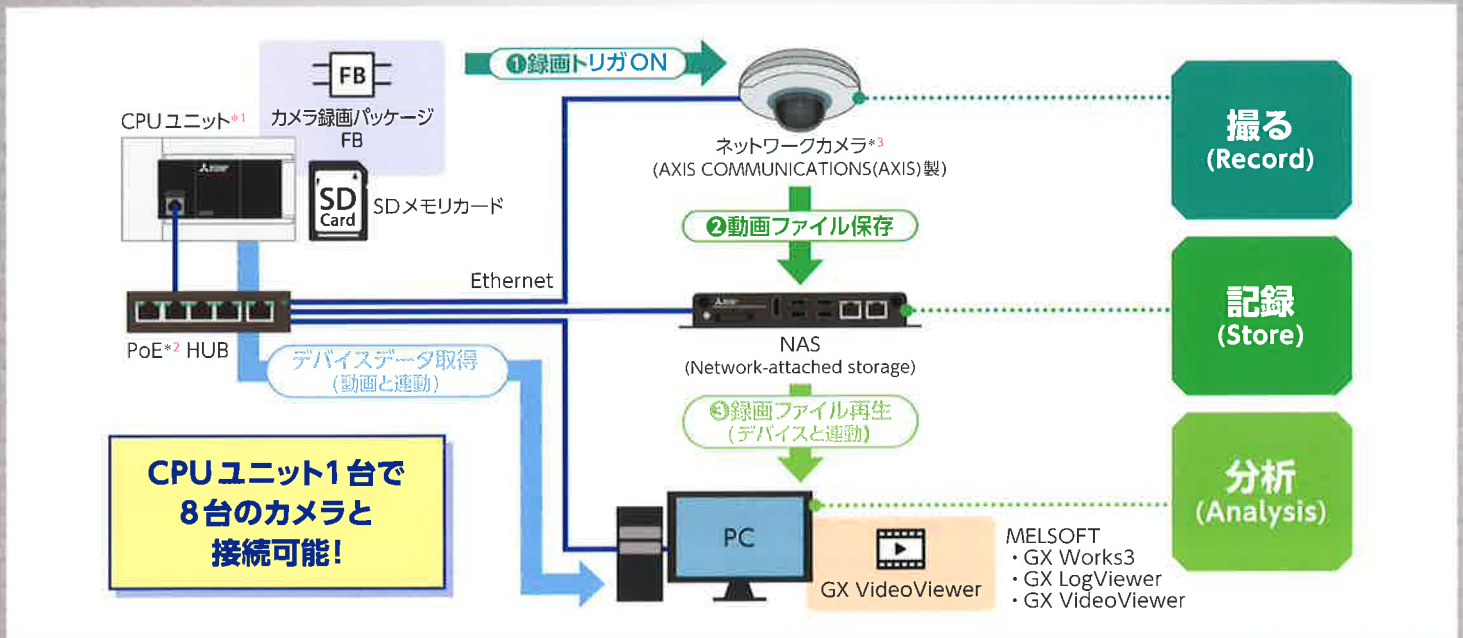 ❶録画トリガON
FB
カメラ録画パッケージ
FB
CPUユニット*1
SD
Card
SDメモリカード
ネットワークカメラ*3
(AXIS COMMUNICATIONS(AXIS)製)
撮る
(Record)
❷動画ファイル保存
Ethernet
PoE*2 HUB
NAS
(Network-attached storage)
記録
(Store)
デバイスデータ取得
(動画と連動)
❸録画ファイル再生
(デバイスと連動)
CPUユニット1台で
8台のカメラと
接続可能!
PC
GX VideoViewer
MELSOFT
・GX Works3
・GX LogViewer
・GX VideoViewer
分析
(Analysis)